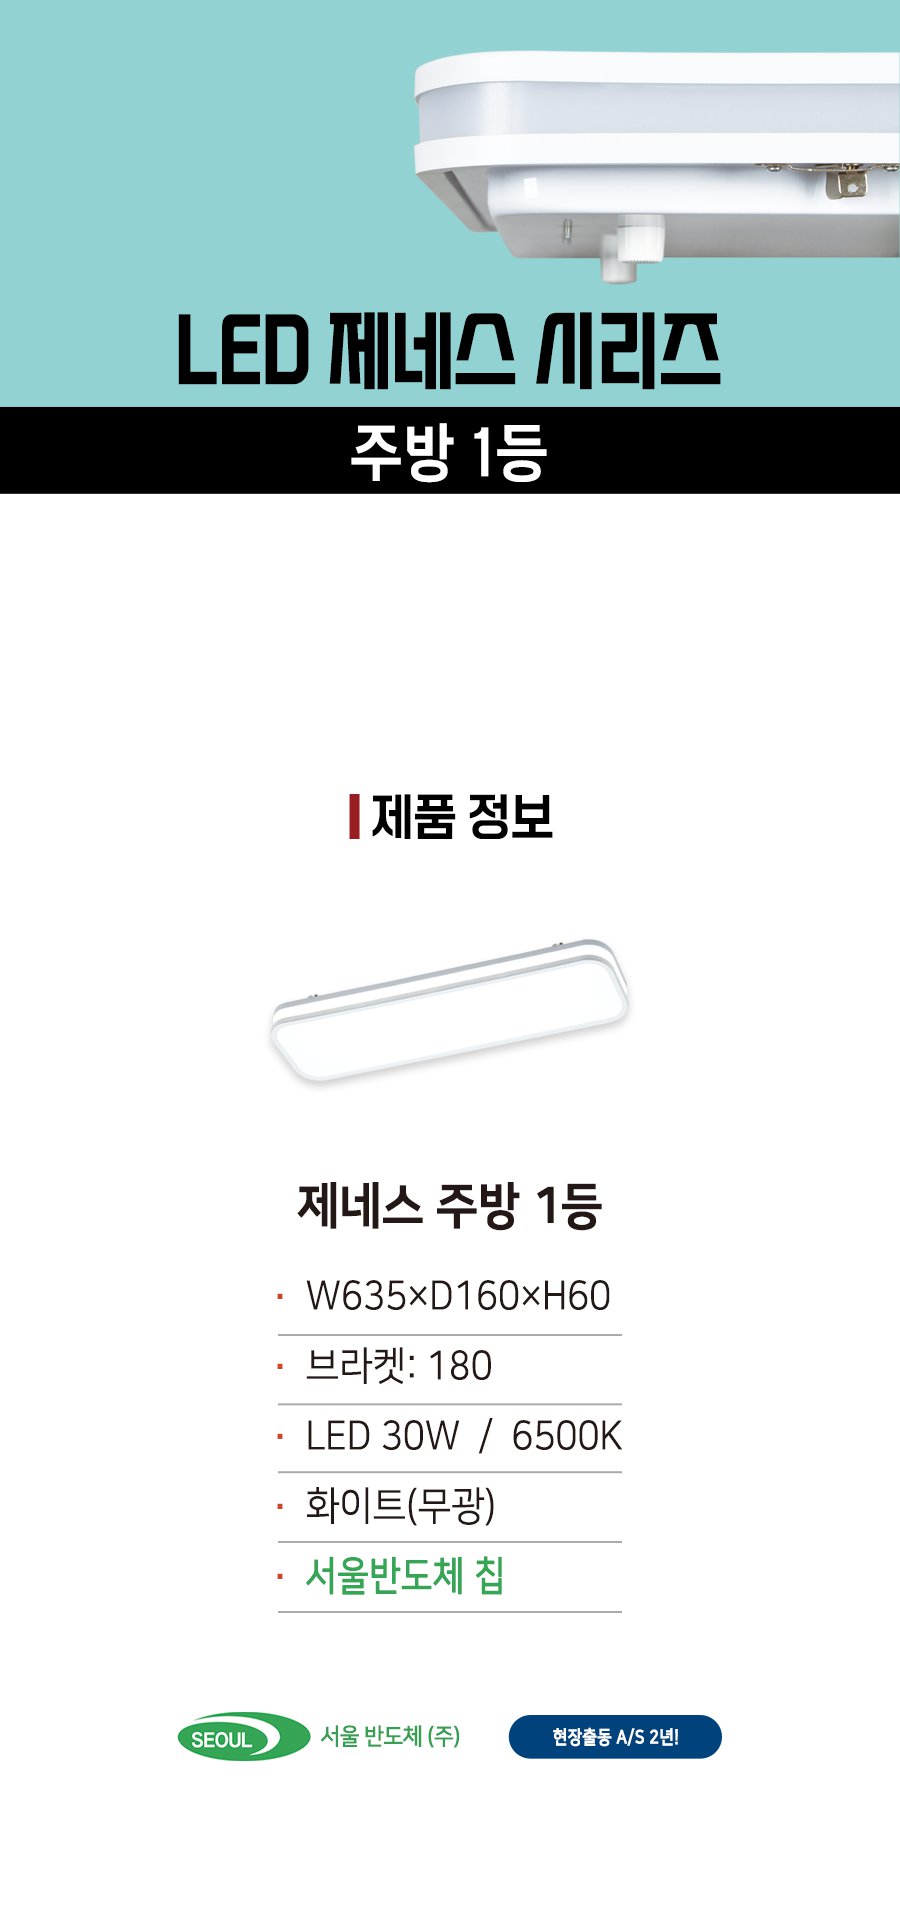 LED 제네스 시리즈
주방 1등
제품 정보
제네스 주방 1등
· W635×D160×H60
· 브라켓: 180
· LED 30W / 6500K
· 화이트(무광)
· 서울반도체 칩
SEOUL 서울 반도체 (주) 현장출동 A/S 2년!